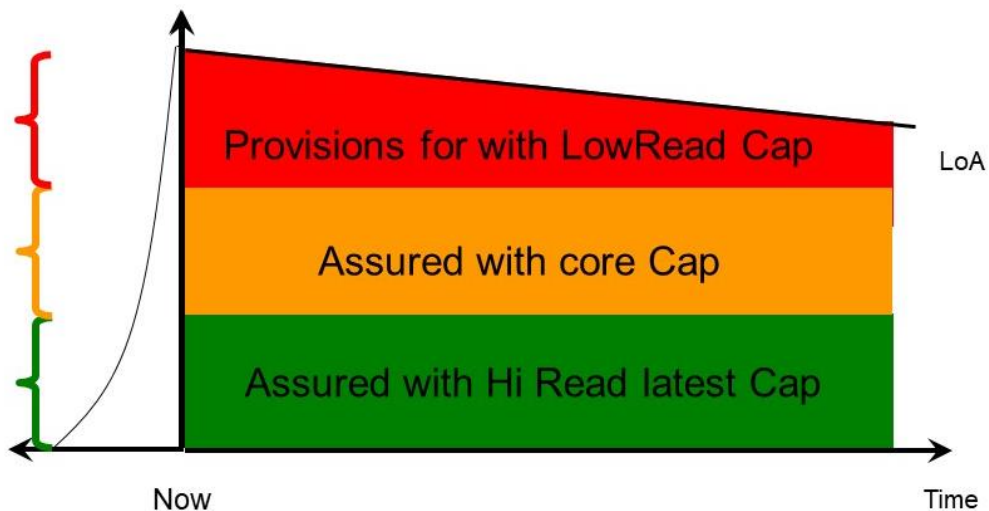 Provisions for with LowRead Cap
LoA
Assured with core Cap
Assured with Hi Read latest Cap
Now
Time